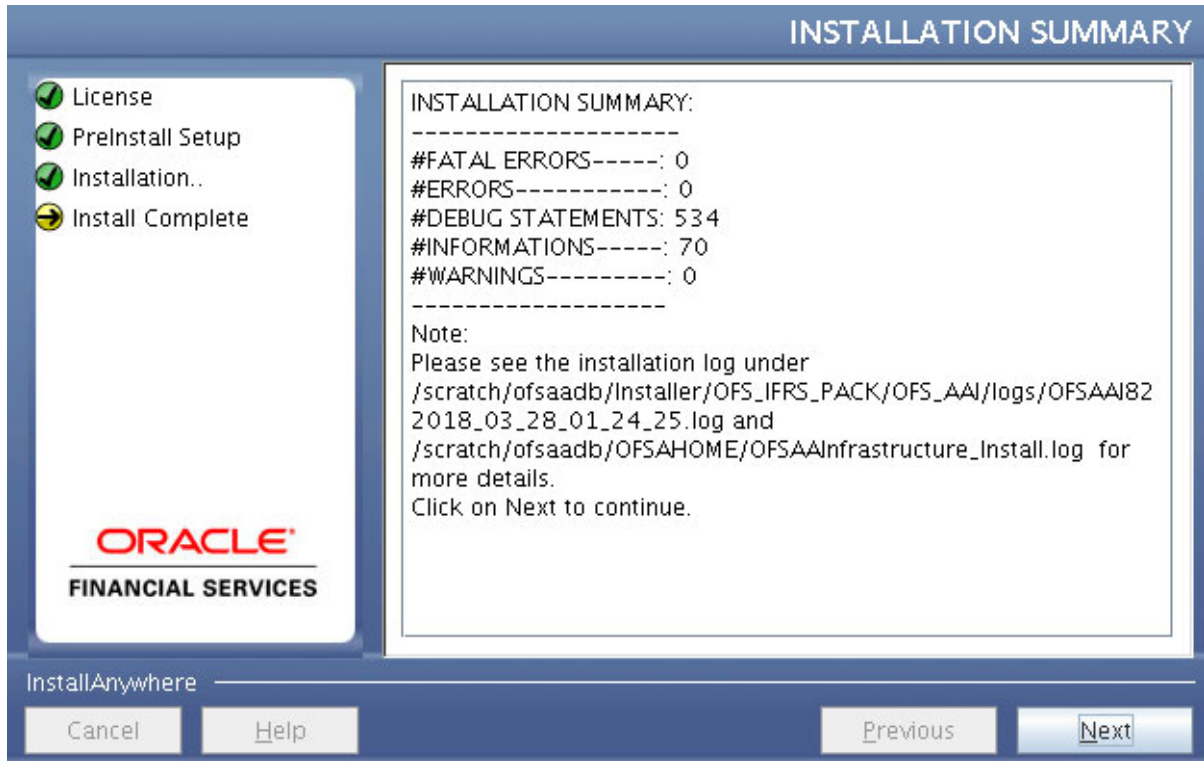 INSTALLATION SUMMARY
License
PreInstall Setup
Installation..
Install Complete
ORACLE
FINANCIAL SERVICES
INSTALLATION SUMMARY:
--------------------
#FATAL ERRORS-----: 0
#ERRORS-----------: 0
#DEBUG STATEMENTS: 534
#INFORMATIONS-----: 70
#WARNINGS---------: 0
-------------------
Note:
Please see the installation log under
/scratch/ofsaadb/Installer/OFS_IFRS_PACK/OFS_AAI/logs/OFSAAI82
2018_03_28_01_24_25.log and
/scratch/ofsaadb/OFSAHOME/OFSAAInfrastructure_Install.log  for
more details.
Click on Next to continue.
InstallAnywhere
Cancel
Help
Previous
Next